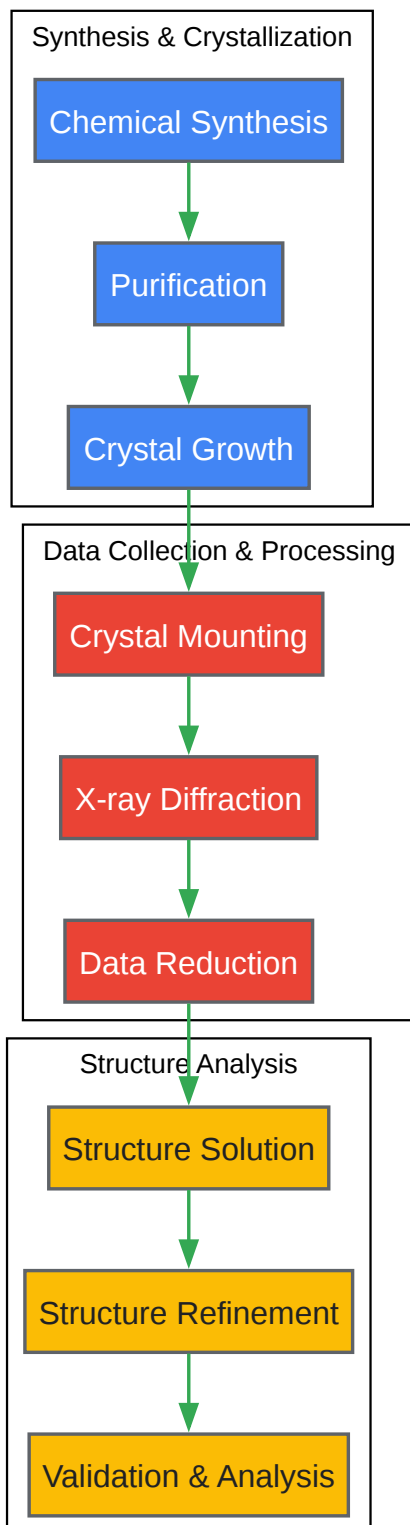 Synthesis & Crystallization
Chemical Synthesis
Purification
Crystal Growth
Data Collection & Processing
Crystal Mounting
X-ray Diffraction
Data Reduction
Structure Analysis
Structure Solution
Structure Refinement
Validation & Analysis